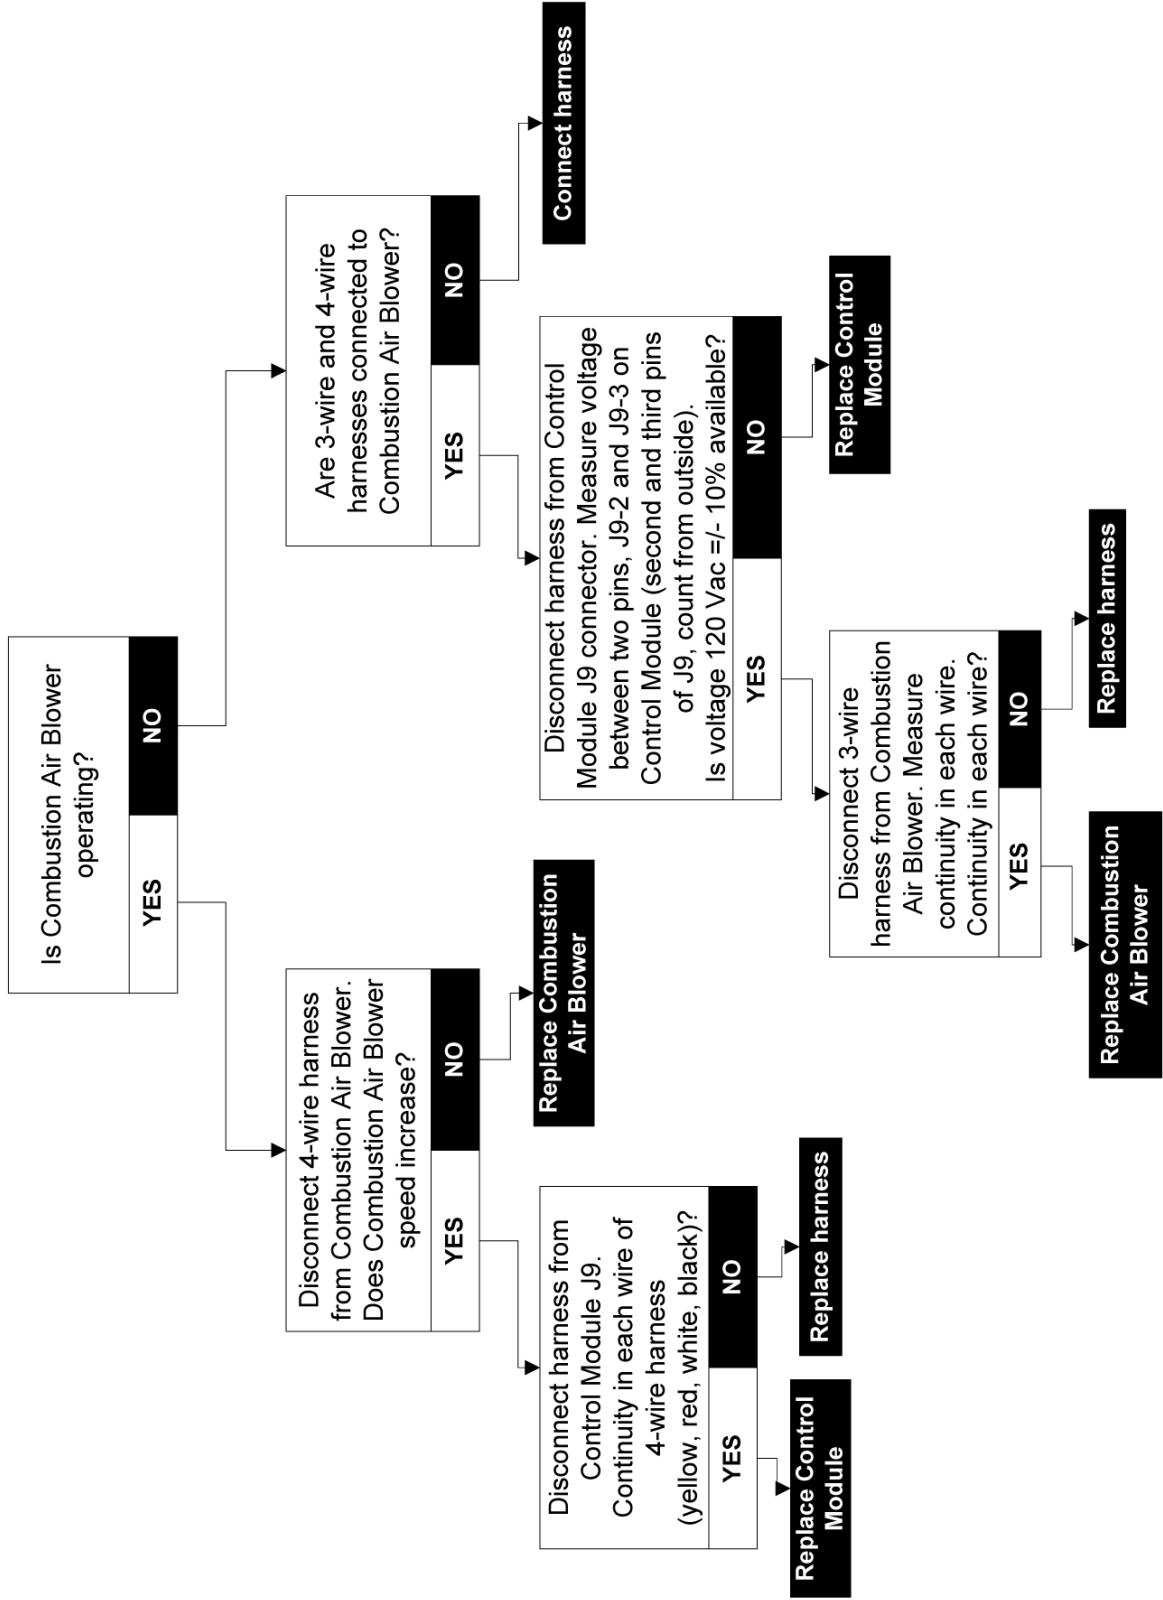 Is Combustion Air Blower
operating?
YES
NO
Disconnect 4-wire harness
from Combustion Air Blower.
Does Combustion Air Blower
speed increase?
YES
NO
Are 3-wire and 4-wire
harnesses connected to
Combustion Air Blower?
YES
NO
Disconnect harness from
Control Module J9.
Continuity in each wire of
4-wire harness
(yellow, red, white, black)?
YES
NO
Replace Combustion
Air Blower
Disconnect harness from Control
Module J9 connector. Measure voltage
between two pins, J9-2 and J9-3 on
Control Module (second and third pins
of J9, count from outside).
Is voltage 120 Vac =/- 10% available?
YES
NO
Connect harness
Replace Control
Module
Replace harness
Disconnect 3-wire
harness from Combustion
Air Blower. Measure
continuity in each wire.
Continuity in each wire?
YES
NO
Replace Control
Module
Replace Combustion
Air Blower
Replace harness